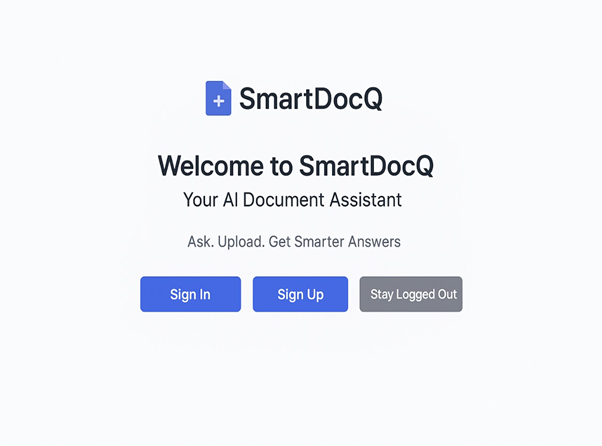 SmartDocQ
Welcome to SmartDocQ
Your AI Document Assistant
Ask. Upload. Get Smarter Answers
Sign In
Sign Up
Stay Logged Out